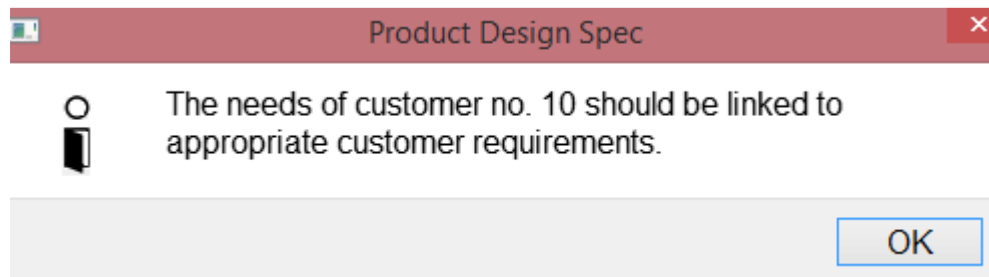 Product Design Spec
The needs of customer no. 10 should be linked to
appropriate customer requirements.
OK